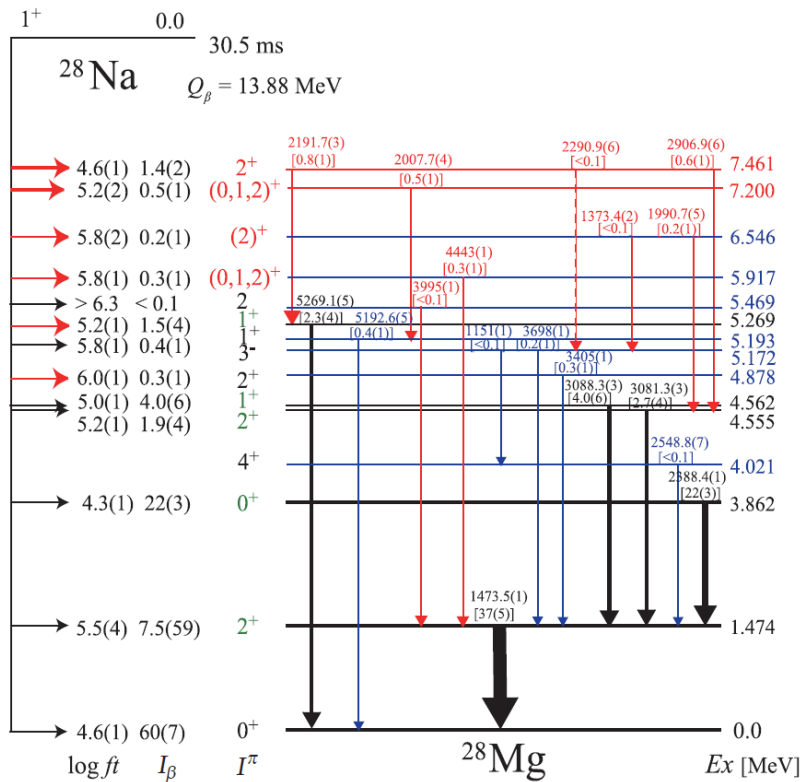 1+ 0.0
30.5 ms
28Na
Qβ = 13.88 MeV
2191.7(3)
[0.8(1)]
2007.7(4)
[0.5(1)]
2290.9(6)
[<0.1]
2906.9(6)
[0.6(1)]
4.6(1) 1.4(2) 2+ 7.461
5.2(2) 0.5(1) (0,1,2)+ 7.200
1373.4(2)
[<0.1]
1990.7(5)
[0.2(1)]
5.8(2) 0.2(1) (2)+ 6.546
4443(1)
[0.3(1)]
5.8(1) 0.3(1) (0,1,2)+ 5.917
3995(1)
[<0.1]
> 6.3 < 0.1 2 5.469
5269.1(5)
[2.3(4)]
5.2(1) 1.5(4) 1+ 5.269
5192.6(5)
[0.4(1)]
1151(1)
[<0.1]
3698(1)
[0.2(1)]
5.8(1) 0.4(1) 1+ 5.193
3- 5.172
3405(1)
[0.3(1)]
6.0(1) 0.3(1) 2+ 4.878
3088.3(3)
[4.0(6)]
3081.3(3)
[2.7(4)]
5.0(1) 4.0(6) 1+ 4.562
5.2(1) 1.9(4) 2+ 4.555
2548.8(7)
[<0.1]
4+ 4.021
2388.4(1)
[22(3)]
4.3(1) 22(3) 0+ 3.862
1473.5(1)
[37(5)]
5.5(4) 7.5(59) 2+ 1.474
4.6(1) 60(7) 0+ 0.0
log ft Iβ Iπ 28Mg Ex [MeV]